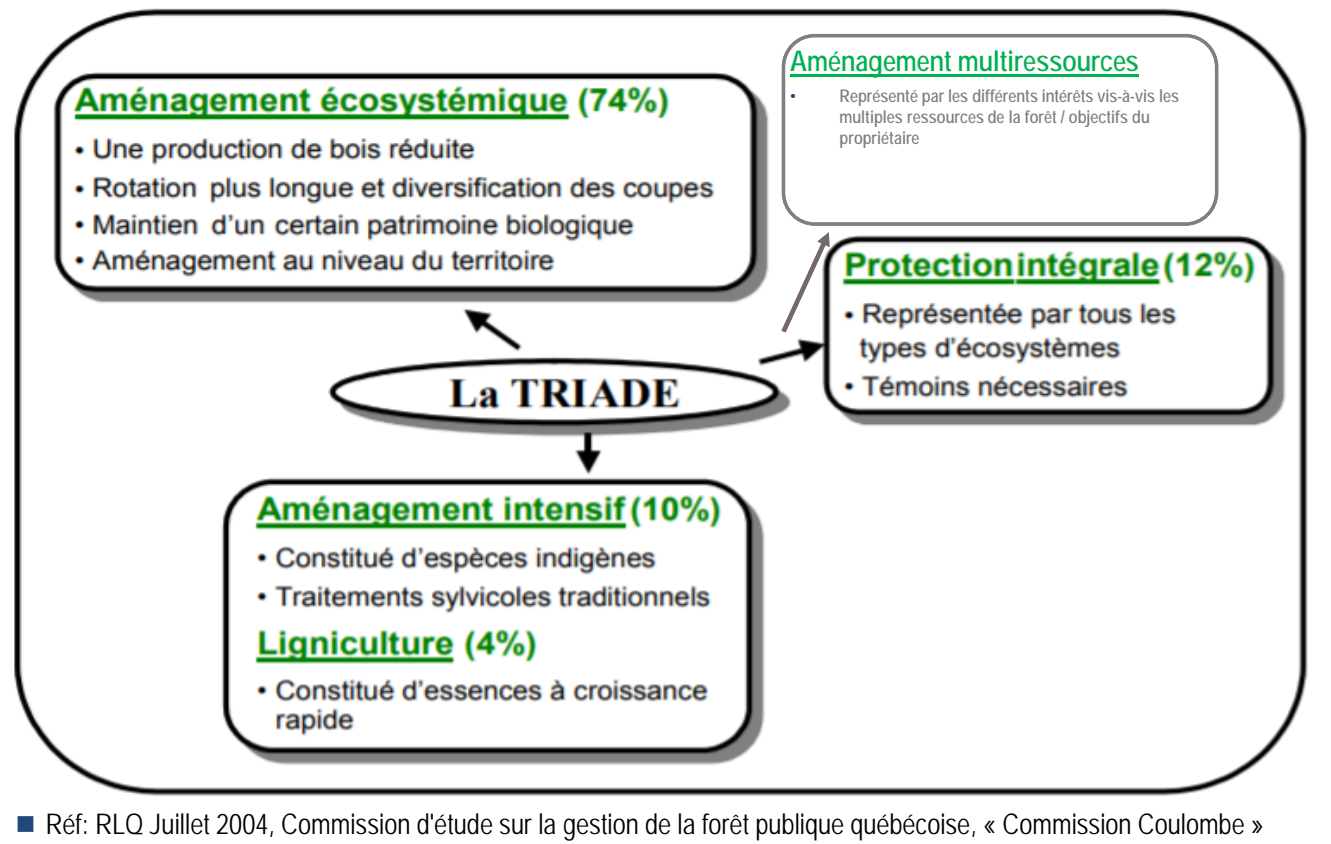 Aménagement écosystémique (74%)
• Une production de bois réduite
• Rotation plus longue et diversification des coupes
• Maintien d'un certain patrimoine biologique
• Aménagement au niveau du territoire
Aménagement multiressources
• Représenté par les différents intérêts vis-à-vis les
multiples ressources de la forêt / objectifs du
propriétaire
Protection intégrale (12%)
• Représentée par tous les
types d'écosystèmes
• Témoins nécessaires
La TRIADE
Aménagement intensif (10%)
• Constitué d'espèces indigènes
• Traitements sylvicoles traditionnels
Ligniculture (4%)
• Constitué d'essences à croissance
rapide
■ Réf: RLQ Juillet 2004, Commission d'étude sur la gestion de la forêt publique québécoise, « Commission Coulombe »